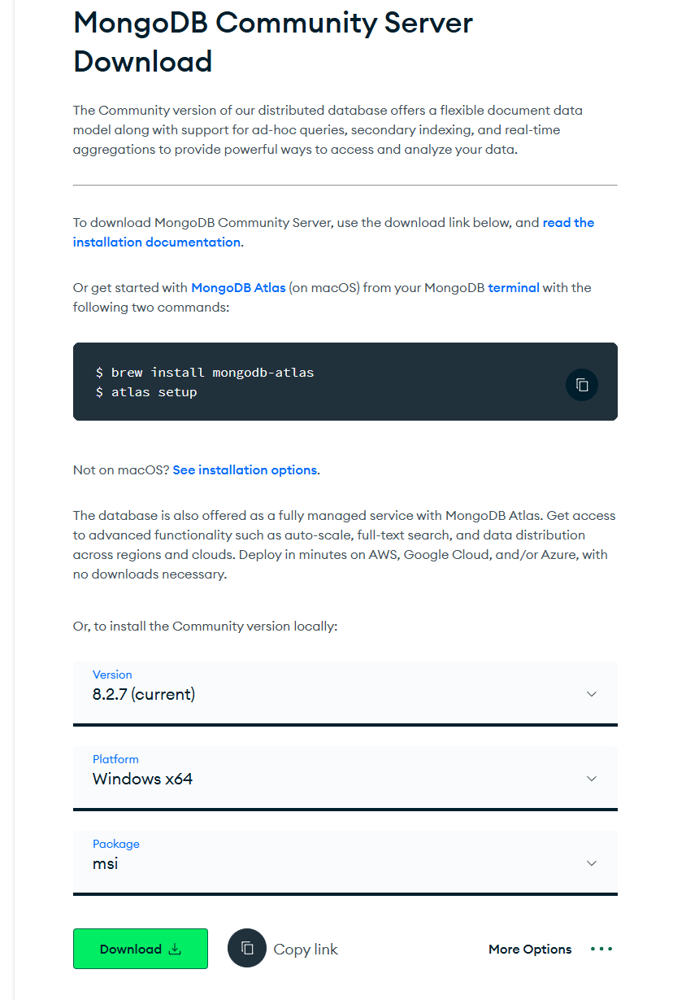 MongoDB Community Server
Download
The Community version of our distributed database offers a flexible document data
model along with support for ad-hoc queries, secondary indexing, and real-time
aggregations to provide powerful ways to access and analyze your data.
To download MongoDB Community Server, use the download link below, and read the
installation documentation.
Or get started with MongoDB Atlas (on macOS) from your MongoDB terminal with the
following two commands:
$ brew install mongodb-atlas
$ atlas setup
Not on macOS? See installation options.
The database is also offered as a fully managed service with MongoDB Atlas. Get access
to advanced functionality such as auto-scale, full-text search, and data distribution
across regions and clouds. Deploy in minutes on AWS, Google Cloud, and/or Azure, with
no downloads necessary.
Or, to install the Community version locally:
Version
8.2.7 (current)
Platform
Windows x64
Package
msi
Download Copy link More Options